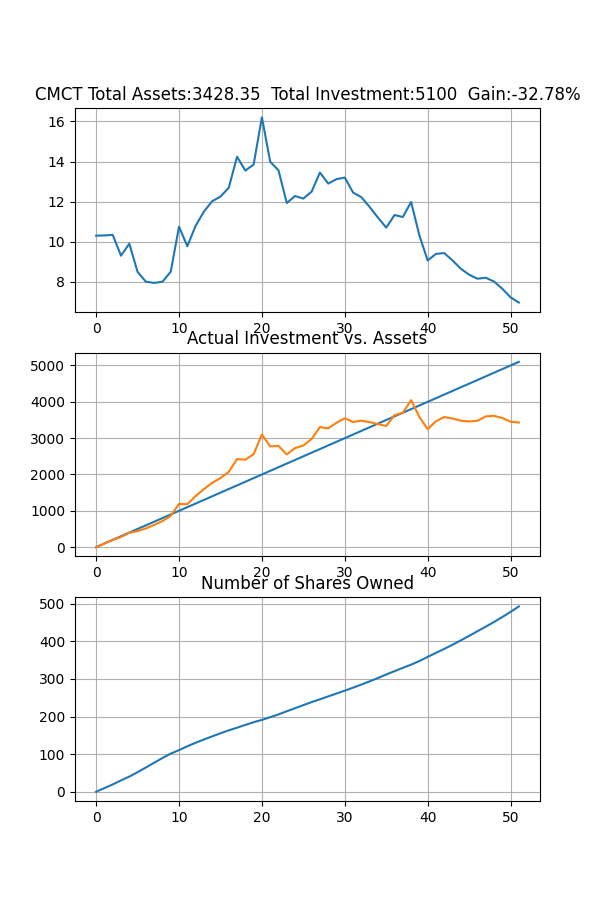 CMCT Total Assets:3428.35  Total Investment:5100  Gain:-32.78%
16
14
12
10
8
0 10 20 30 40 50
Actual Investment vs. Assets
5000
4000
3000
2000
1000
0
0 10 20 30 40 50
Number of Shares Owned
500
400
300
200
100
0
0 10 20 30 40 50